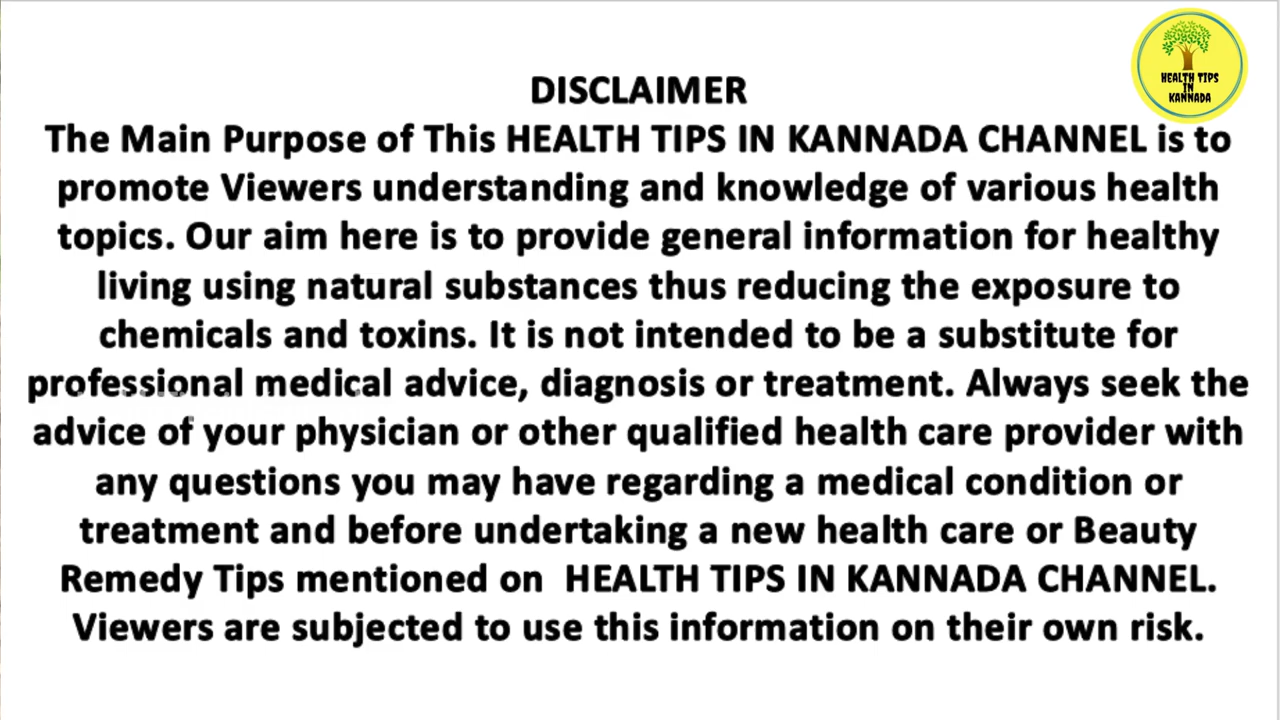 HEALTH TIPS
IN
KANNADA
DISCLAIMER
The Main Purpose of This HEALTH TIPS IN KANNADA CHANNEL is to
promote Viewers understanding and knowledge of various health
topics. Our aim here is to provide general information for healthy
living using natural substances thus reducing the exposure to
chemicals and toxins. It is not intended to be a substitute for
professional medical advice, diagnosis or treatment. Always seek the
advice of your physician or other qualified health care provider with
any questions you may have regarding a medical condition or
treatment and before undertaking a new health care or Beauty
Remedy Tips mentioned on  HEALTH TIPS IN KANNADA CHANNEL.
Viewers are subjected to use this information on their own risk.